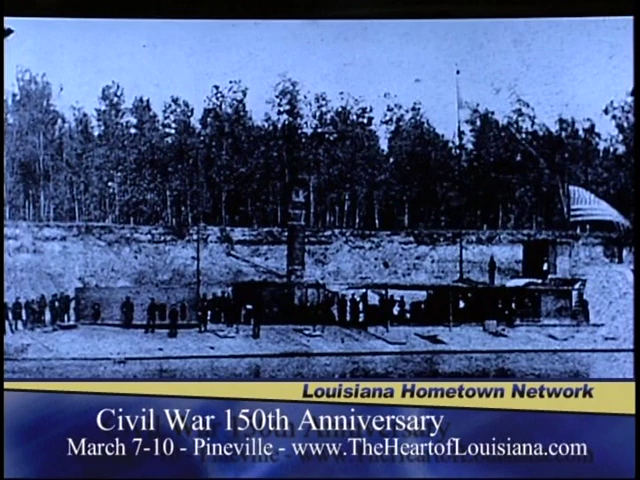 Louisiana Hometown Network
Civil War 150th Anniversary
March 7-10 - Pineville - www.TheHeartofLouisiana.com